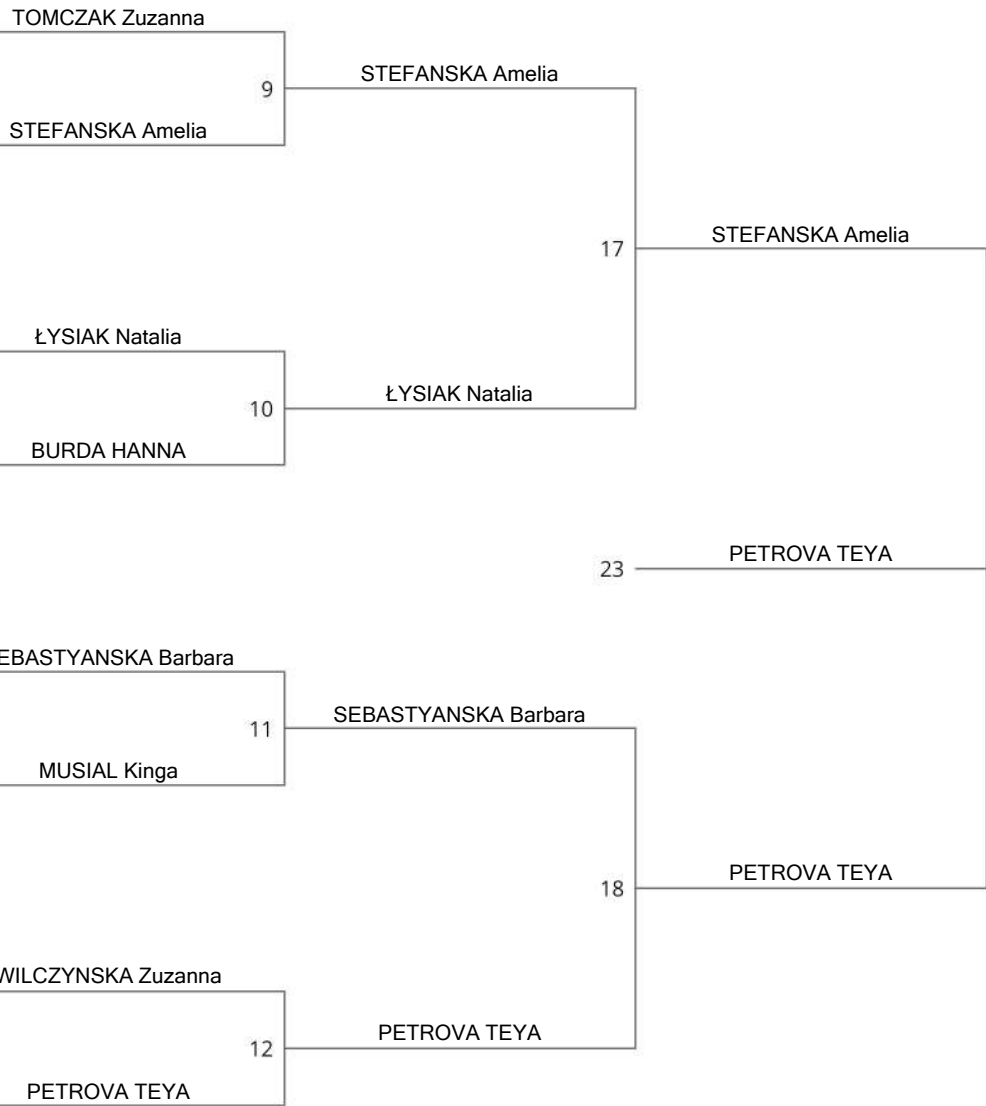 TOMCZAK Zuzanna
STEFANSKA Amelia
9
STEFANSKA Amelia
STEFANSKA Amelia
17
ŁYSIAK Natalia
ŁYSIAK Natalia
10
BURDA HANNA
PETROVA TEYA
23
EBASTYANSKA Barbara
SEBASTYANSKA Barbara
11
MUSIAL Kinga
PETROVA TEYA
18
WILCZYNSKA Zuzanna
PETROVA TEYA
12
PETROVA TEYA